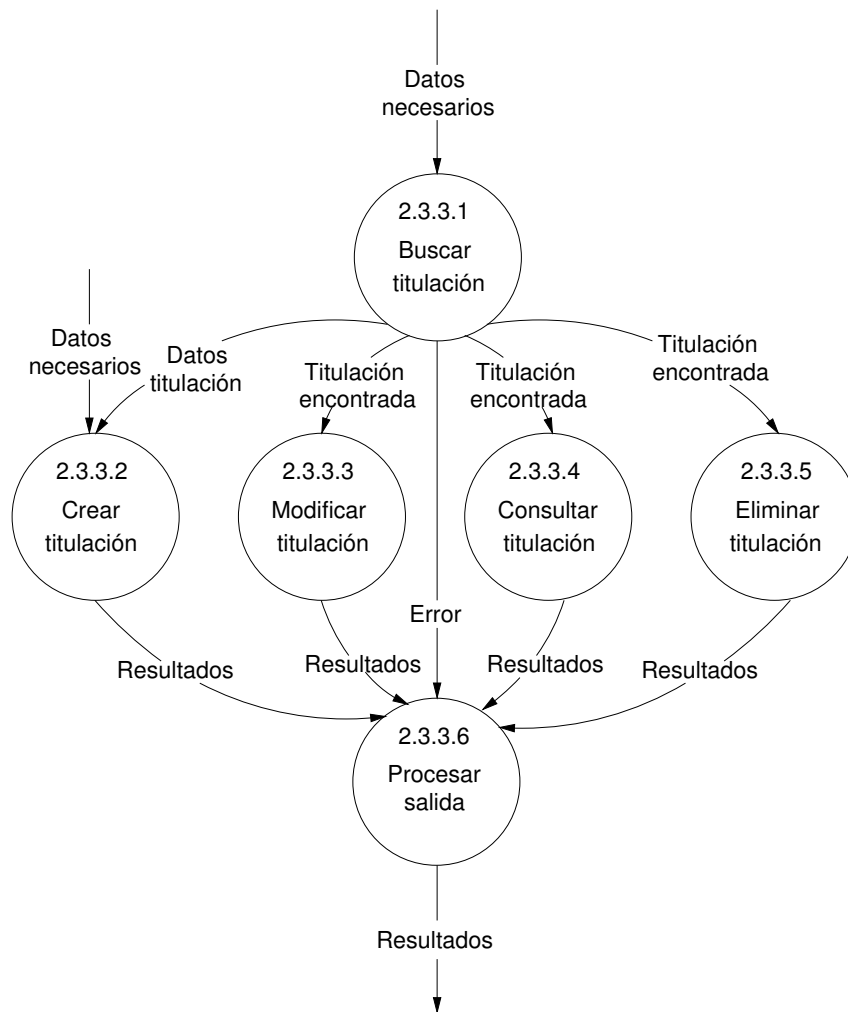 Datos
necesarios
2.3.3.1
Buscar
titulación
Datos
necesarios
Datos
titulación
Titulación
encontrada
Titulación
encontrada
Titulación
encontrada
2.3.3.2
Crear
titulación
2.3.3.3
Modificar
titulación
2.3.3.4
Consultar
titulación
2.3.3.5
Eliminar
titulación
Error
Resultados
Resultados
Resultados
Resultados
2.3.3.6
Procesar
salida
Resultados